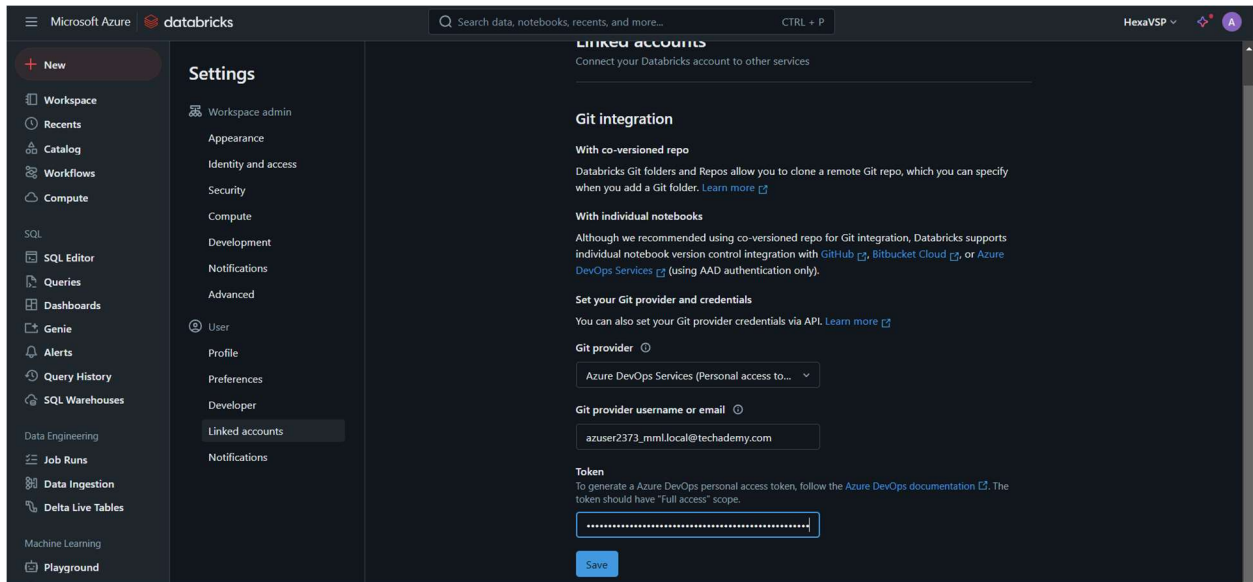 Microsoft Azure databricks Search data, notebooks, recents, and more... CTRL + P HexaVSP A
New
Workspace
Recents
Catalog
Workflows
Compute
SQL
SQL Editor
Queries
Dashboards
Genie
Alerts
Query History
SQL Warehouses
Data Engineering
Job Runs
Data Ingestion
Delta Live Tables
Machine Learning
Playground
Settings
Workspace admin
Appearance
Identity and access
Security
Compute
Development
Notifications
Advanced
User
Profile
Preferences
Developer
Linked accounts
Notifications
Linked accounts
Connect your Databricks account to other services
Git integration
With co-versioned repo
Databricks Git folders and Repos allow you to clone a remote Git repo, which you can specify
when you add a Git folder. Learn more
With individual notebooks
Although we recommended using co-versioned repo for Git integration, Databricks supports
individual notebook version control integration with GitHub, Bitbucket Cloud, or Azure
DevOps Services (using AAD authentication only).
Set your Git provider and credentials
You can also set your Git provider credentials via API. Learn more
Git provider
Azure DevOps Services (Personal access to...
Git provider username or email
azuser2373_mml.local@techademy.com
Token
To generate a Azure DevOps personal access token, follow the Azure DevOps documentation. The
token should have "Full access" scope.
Save